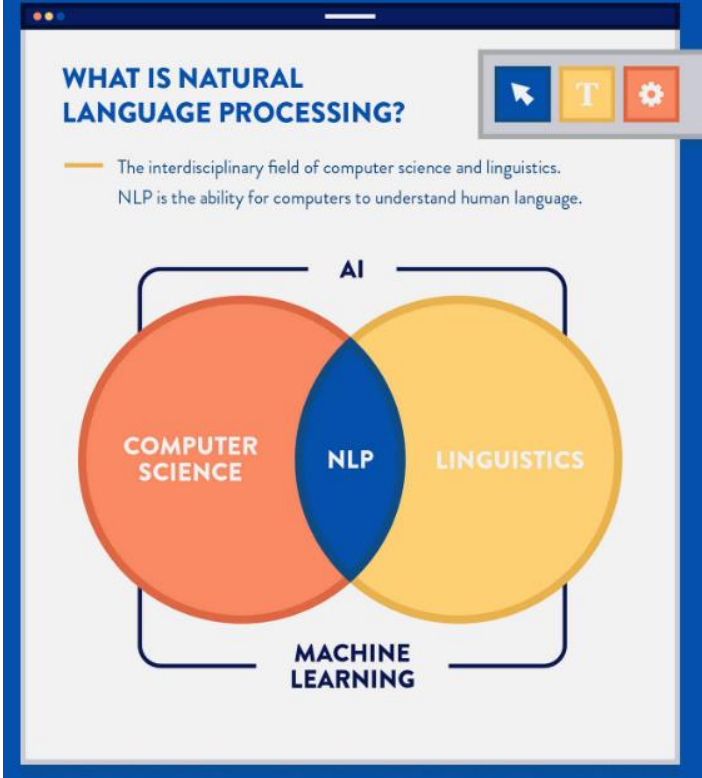 WHAT IS NATURAL
LANGUAGE PROCESSING?
T
The interdisciplinary field of computer science and linguistics.
NLP is the ability for computers to understand human language.
AI
COMPUTER
SCIENCE
NLP
LINGUISTICS
MACHINE
LEARNING